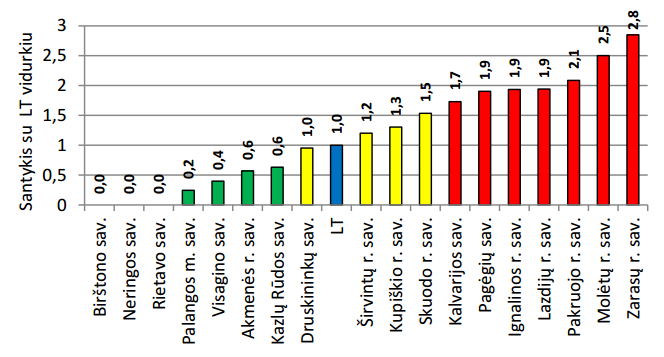 Santykis su LT vidurkiu
3
2,5
2
1,5
1
0,5
0
0,0
0,0
0,0
0,2
0,4
0,6
0,6
1,0
1,0
1,2
1,3
1,5
1,7
1,9
1,9
1,9
2,1
2,5
2,8
Birštono sav.
Neringos sav.
Rietavo sav.
Palangos m. sav.
Visagino sav.
Akmenės r. sav.
Kazlų Rūdos sav.
Druskininkų sav.
LT
Širvintų r. sav.
Kupiškio r. sav.
Skuodo r. sav.
Kalvarijos sav.
Pagėgių sav.
Ignalinos r. sav.
Lazdijų r. sav.
Pakruojo r. sav.
Molėtų r. sav.
Zarasų r. sav.